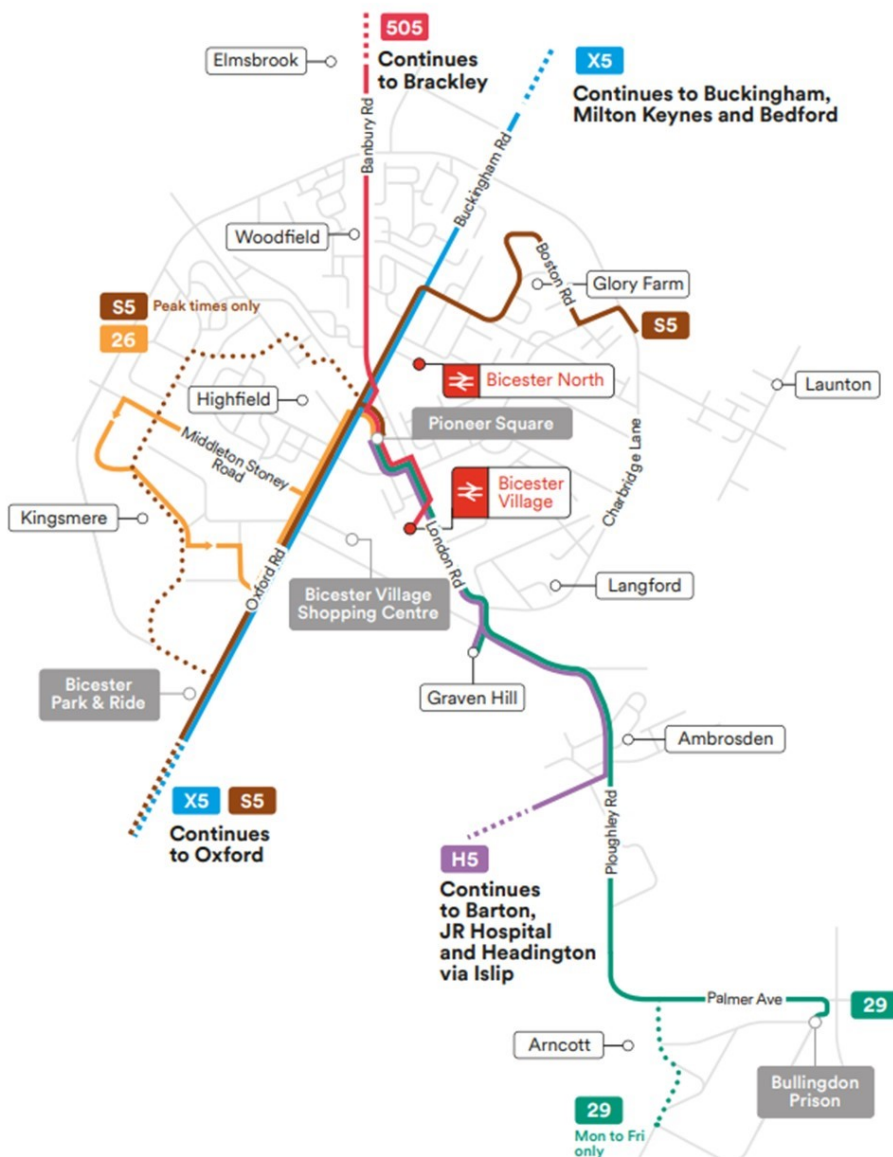 505
Continues
to Brackley
Elmsbrook
X5
Continues to Buckingham,
Milton Keynes and Bedford
Banbury Rd
Buckingham Rd
Woodfield
Boston Rd
Glory Farm
S5 Peak times only
26
S5
Bicester North
Launton
Highfield
Pioneer Square
Middleton Stoney
Road
Bicester
Village
Charbridge Lane
Kingsmere
London Rd
Oxford Rd
Bicester Village
Shopping Centre
Langford
Bicester
Park & Ride
Graven Hill
Ambrosden
X5 S5
Continues
to Oxford
Ploughley Rd
H5
Continues
to Barton,
JR Hospital
and Headington
via Islip
Palmer Ave
29
Arncott
Bullingdon
Prison
29
Mon to Fri
only